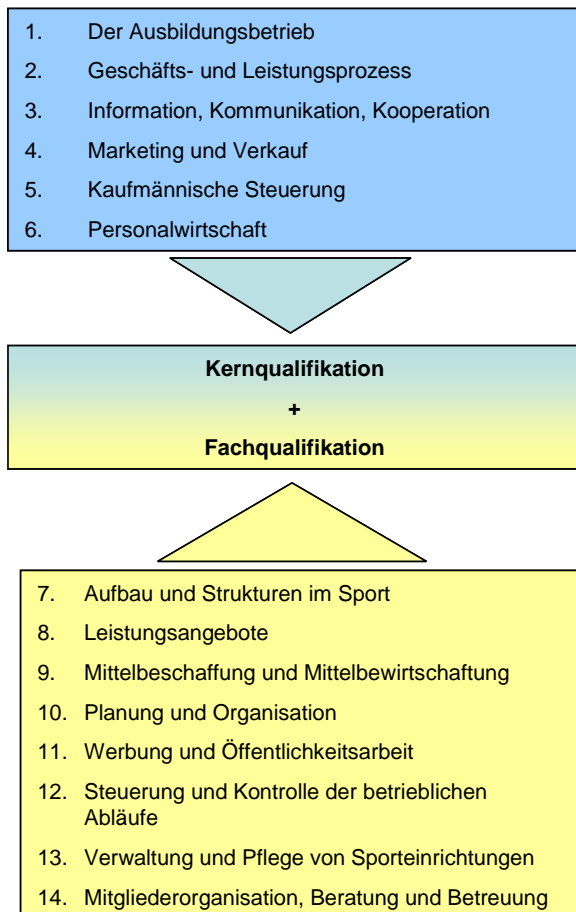 1. Der Ausbildungsbetrieb
2. Geschäfts- und Leistungsprozess
3. Information, Kommunikation, Kooperation
4. Marketing und Verkauf
5. Kaufmännische Steuerung
6. Personalwirtschaft
Kernqualifikation
+
Fachqualifikation
7. Aufbau und Strukturen im Sport
8. Leistungsangebote
9. Mittelbeschaffung und Mittelbewirtschaftung
10. Planung und Organisation
11. Werbung und Öffentlichkeitsarbeit
12. Steuerung und Kontrolle der betrieblichen
Abläufe
13. Verwaltung und Pflege von Sporteinrichtungen
14. Mitgliederorganisation, Beratung und Betreuung